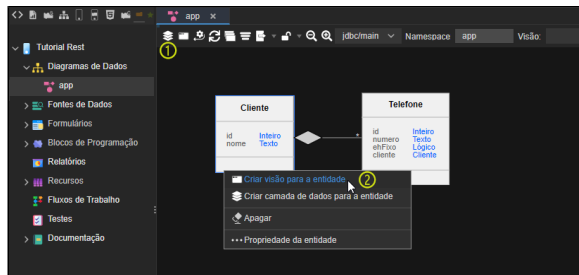 app ×
jdbc/main Namespace app Visão:
1
Tutorial Rest
Diagramas de Dados
app
Fontes de Dados
Formulários
Blocos de Programação
Relatórios
Recursos
Fluxos de Trabalho
Testes
Documentação
Cliente
id Inteiro
nome Texto
*
Telefone
id Inteiro
numero Texto
ehFixo Lógico
cliente Cliente
Criar visão para a entidade 2
Criar camada de dados para a entidade
Apagar
Propriedade da entidade